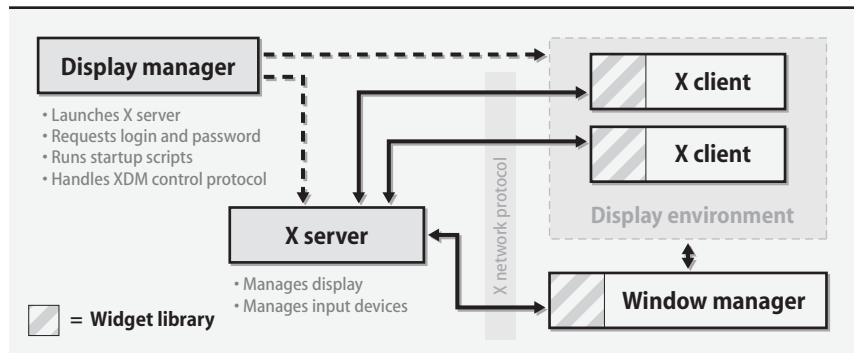 Display manager
• Launches X server
• Requests login and password
• Runs startup scripts
• Handles XDM control protocol
X client
X client
Display environment
X network protocol
X server
• Manages display
• Manages input devices
Window manager
= Widget library